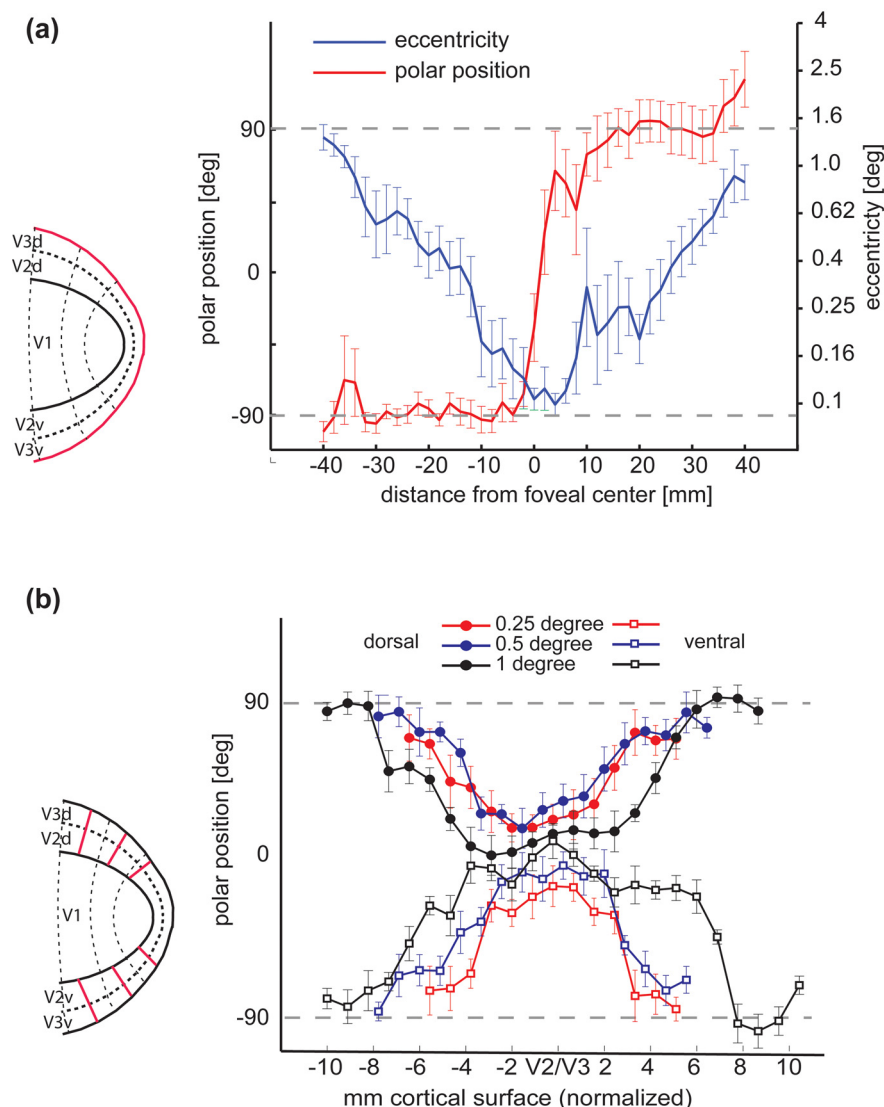 (a)
eccentricity
polar position
4
2.5
1.6
1.0
0.62
0.4
0.25
0.16
0.1
eccentricty [deg]
90
0
-90
polar position [deg]
V3d
V2d
V1
V2v
V3v
-40 -30 -20 -10 0 10 20 30 40
distance from foveal center [mm]
(b)
dorsal 0.25 degree ventral
0.5 degree
1 degree
90
0
-90
polar position [deg]
V3d
V2d
V1
V2v
V3v
-10 -8 -6 -4 -2 V2/V3 2 4 6 8 10
mm cortical surface (normalized)